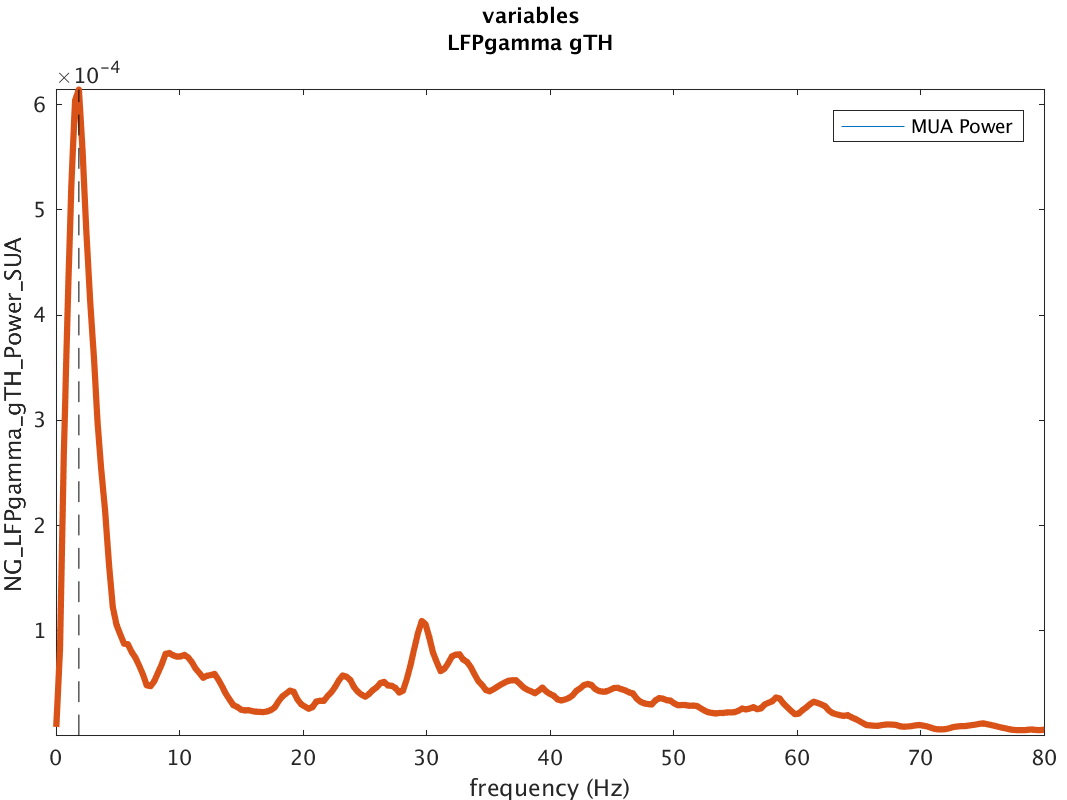 variables
LFPgamma gTH
×10⁻⁴
MUA Power
NG_LFPgamma_gTH_Power_SUA
6
5
4
3
2
1
0 10 20 30 40 50 60 70 80
frequency (Hz)